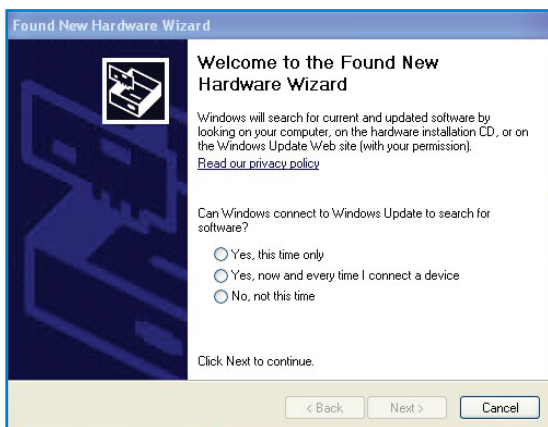 Found New Hardware Wizard
Welcome to the Found New
Hardware Wizard
Windows will search for current and updated software by
looking on your computer, on the hardware installation CD, or on
the Windows Update Web site (with your permission).
Read our privacy policy
Can Windows connect to Windows Update to search for
software?
Yes, this time only
Yes, now and every time I connect a device
No, not this time
Click Next to continue.
< Back Next > Cancel